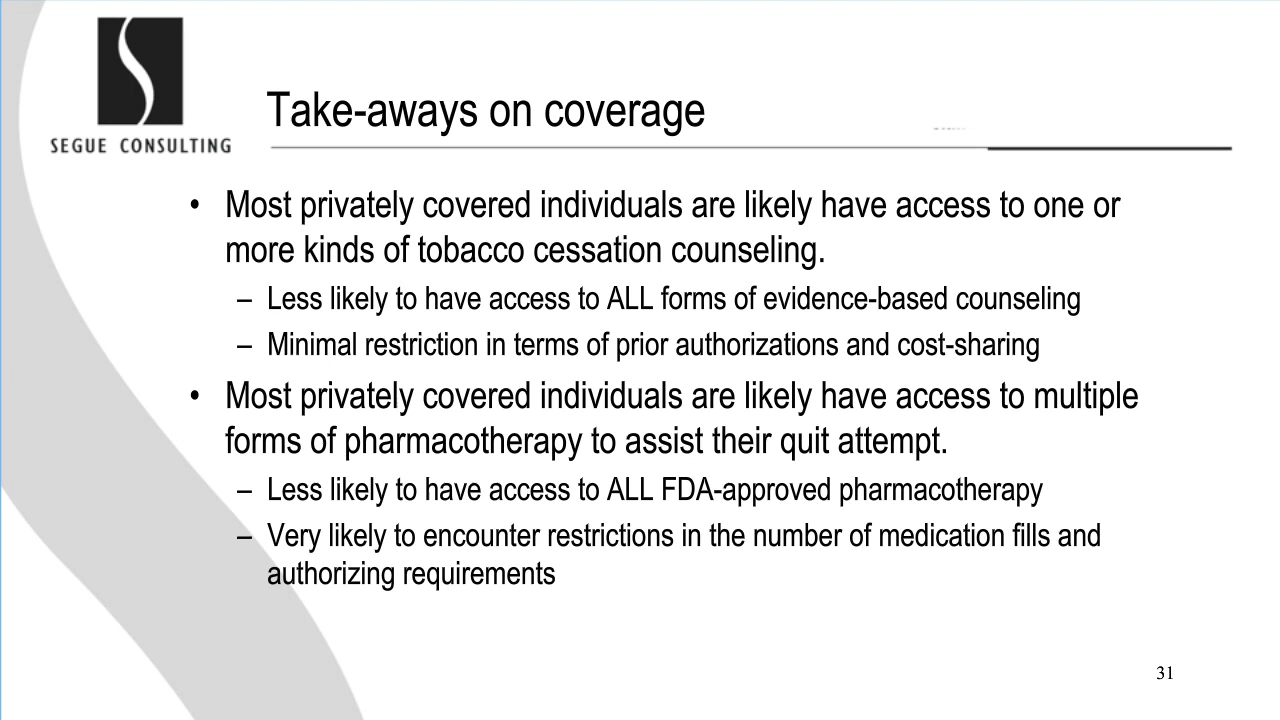 SEGUE CONSULTING
Take-aways on coverage
• Most privately covered individuals are likely have access to one or
more kinds of tobacco cessation counseling.
– Less likely to have access to ALL forms of evidence-based counseling
– Minimal restriction in terms of prior authorizations and cost-sharing
• Most privately covered individuals are likely have access to multiple
forms of pharmacotherapy to assist their quit attempt.
– Less likely to have access to ALL FDA-approved pharmacotherapy
– Very likely to encounter restrictions in the number of medication fills and
authorizing requirements
31